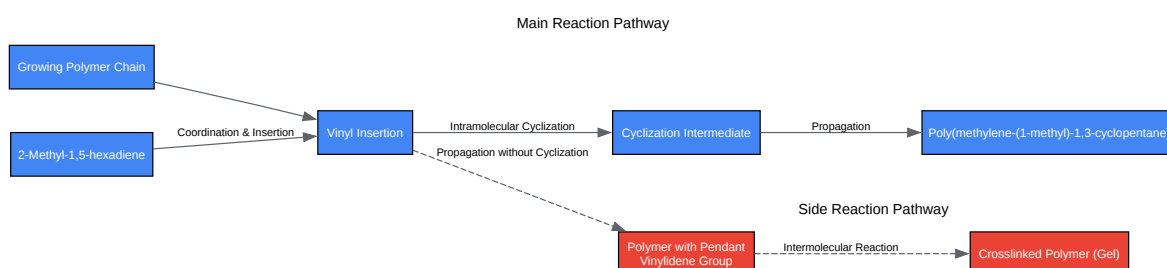 Main Reaction Pathway
Growing Polymer Chain
2-Methyl-1,5-hexadiene
Coordination & Insertion
Vinyl Insertion
Intramolecular Cyclization
Cyclization Intermediate
Propagation
Poly(methylene-(1-methyl)-1,3-cyclopentane
Propagation without Cyclization
Side Reaction Pathway
Polymer with Pendant
Vinylidene Group
Intermolecular Reaction
Crosslinked Polymer (Gel)